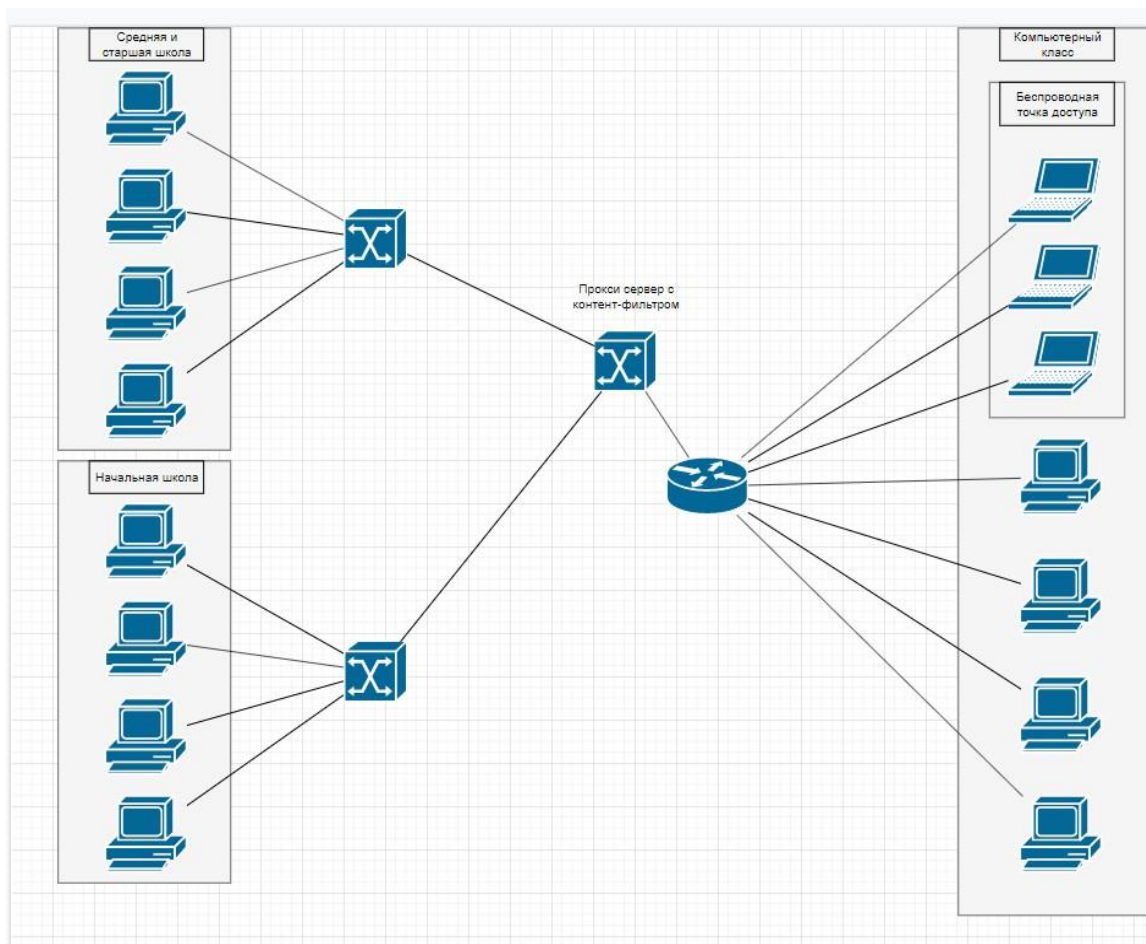 Средняя и
старшая школа
Компьютерный
класс
Беспроводная
точка доступа
Прокси сервер с
контент-фильтром
Начальная школа